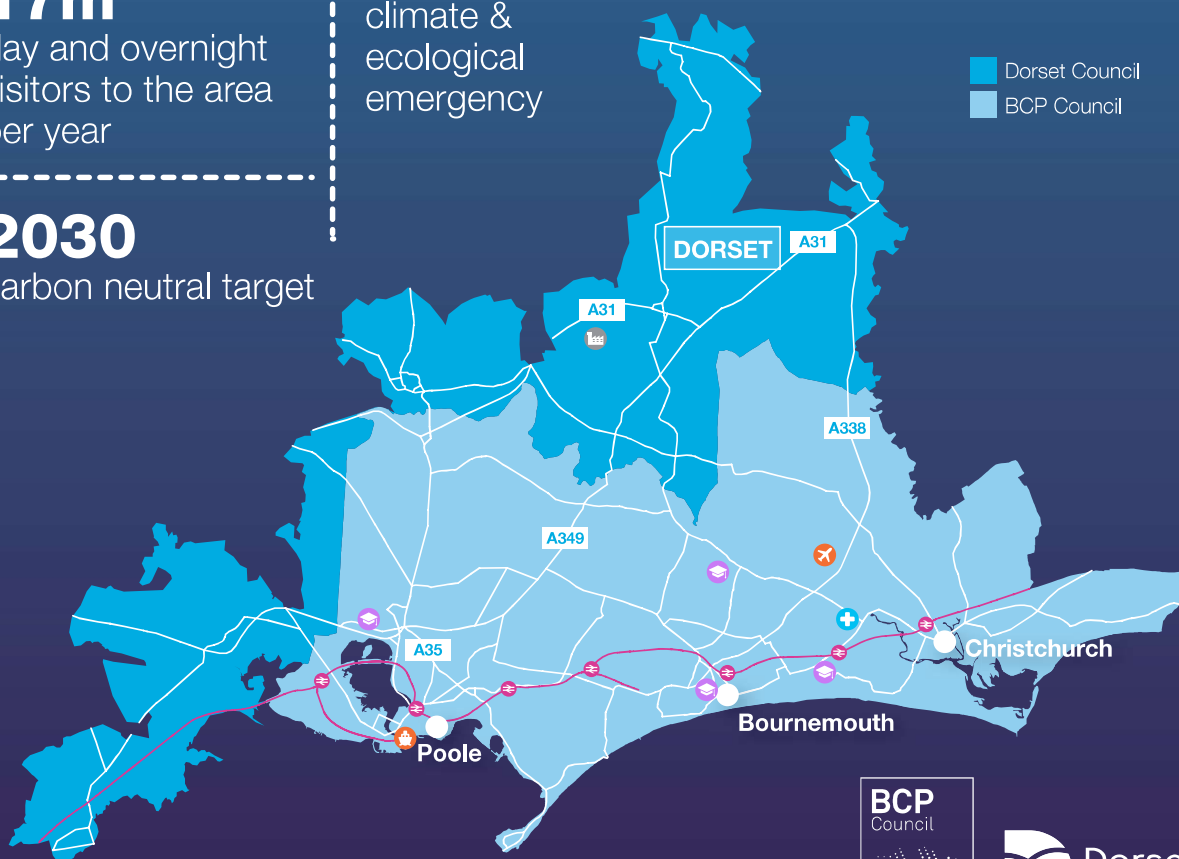 day and overnight
visitors to the area
per year
2030
carbon neutral target
climate &
ecological
emergency
Dorset Council
BCP Council
DORSET
A31
A31
A338
A349
A35
Christchurch
Bournemouth
Poole
BCP
Council